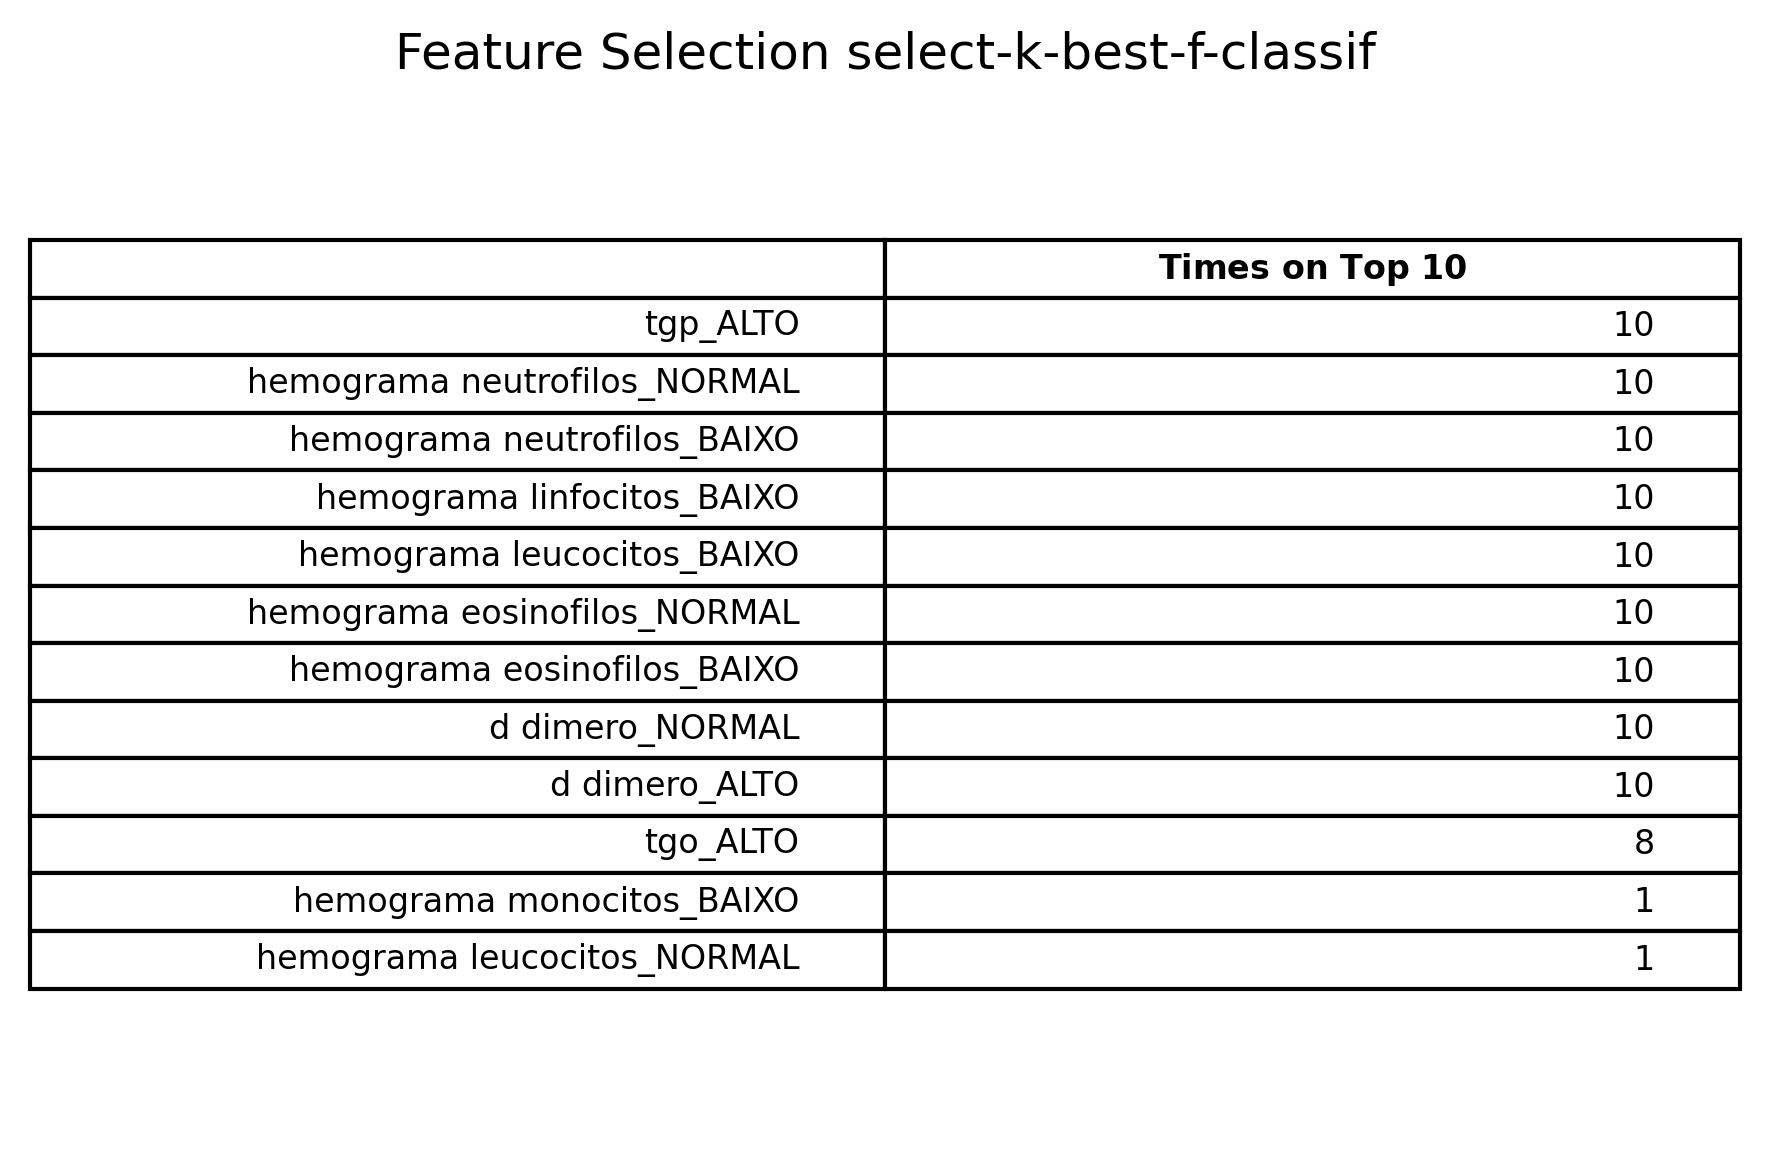 Feature Selection select-k-best-f-classif
Times on Top 10
tgp_ALTO 10
hemograma neutrofilos_NORMAL 10
hemograma neutrofilos_BAIXO 10
hemograma linfocitos_BAIXO 10
hemograma leucocitos_BAIXO 10
hemograma eosinofilos_NORMAL 10
hemograma eosinofilos_BAIXO 10
d dimero_NORMAL 10
d dimero_ALTO 10
tgo_ALTO 8
hemograma monocitos_BAIXO 1
hemograma leucocitos_NORMAL 1